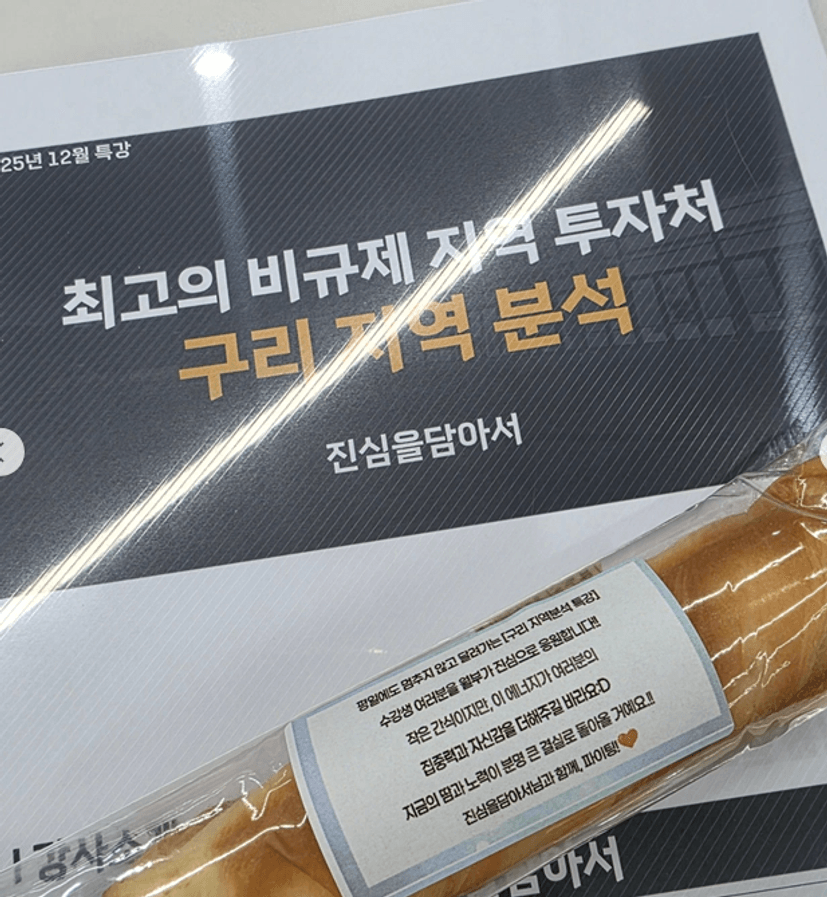 25년 12월 특강
최고의 비규제 지역 투자처
구리 지역 분석
진심을담아서
평일에도 멈추지 않고 달려가는 [구리 지역분석 특강]
수강생 여러분을 월부가 진심으로 응원합니다!!
작은 간식이지만, 이 에너지가 여러분의
집중력과 자신감을 더해주길 바라요:D
지금의 땀과 노력이 분명 큰 결실로 돌아올 거예요!!
진심을담아서님과 함께, 파이팅!🧡
| 강사소개
담아서